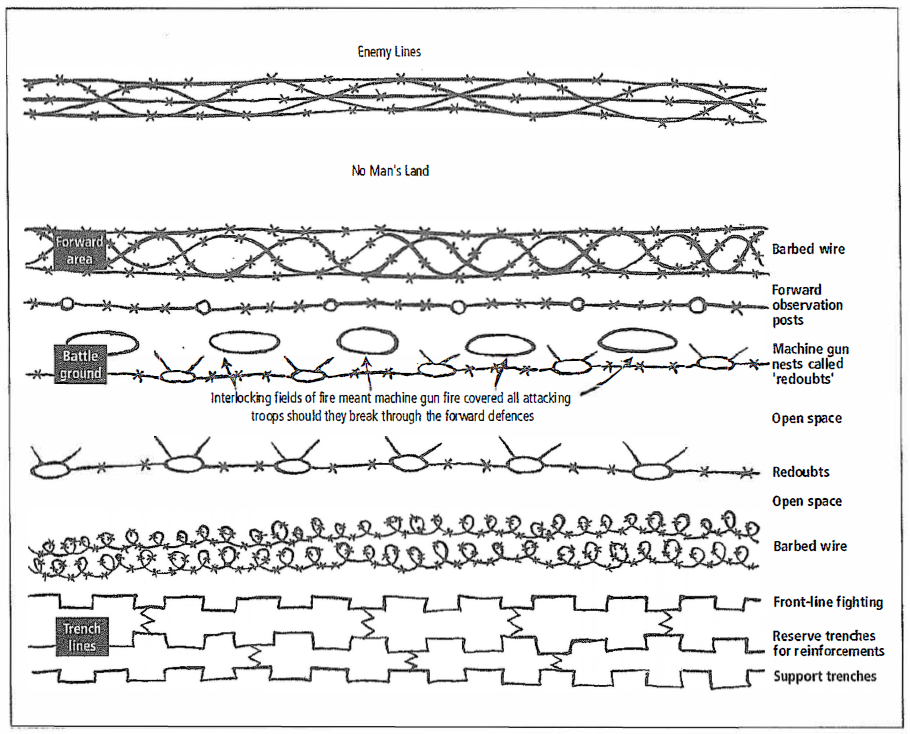 Enemy Lines
No Man's Land
Forward
area
Barbed wire
Forward
observation
posts
Battle
ground
Machine gun
nests called
'redoubts'
Interlocking fields of fire meant machine gun fire covered all attacking
troops should they break through the forward defences
Open space
Redoubts
Open space
Barbed wire
Front-line fighting
Trench
lines
Reserve trenches
for reinforcements
Support trenches